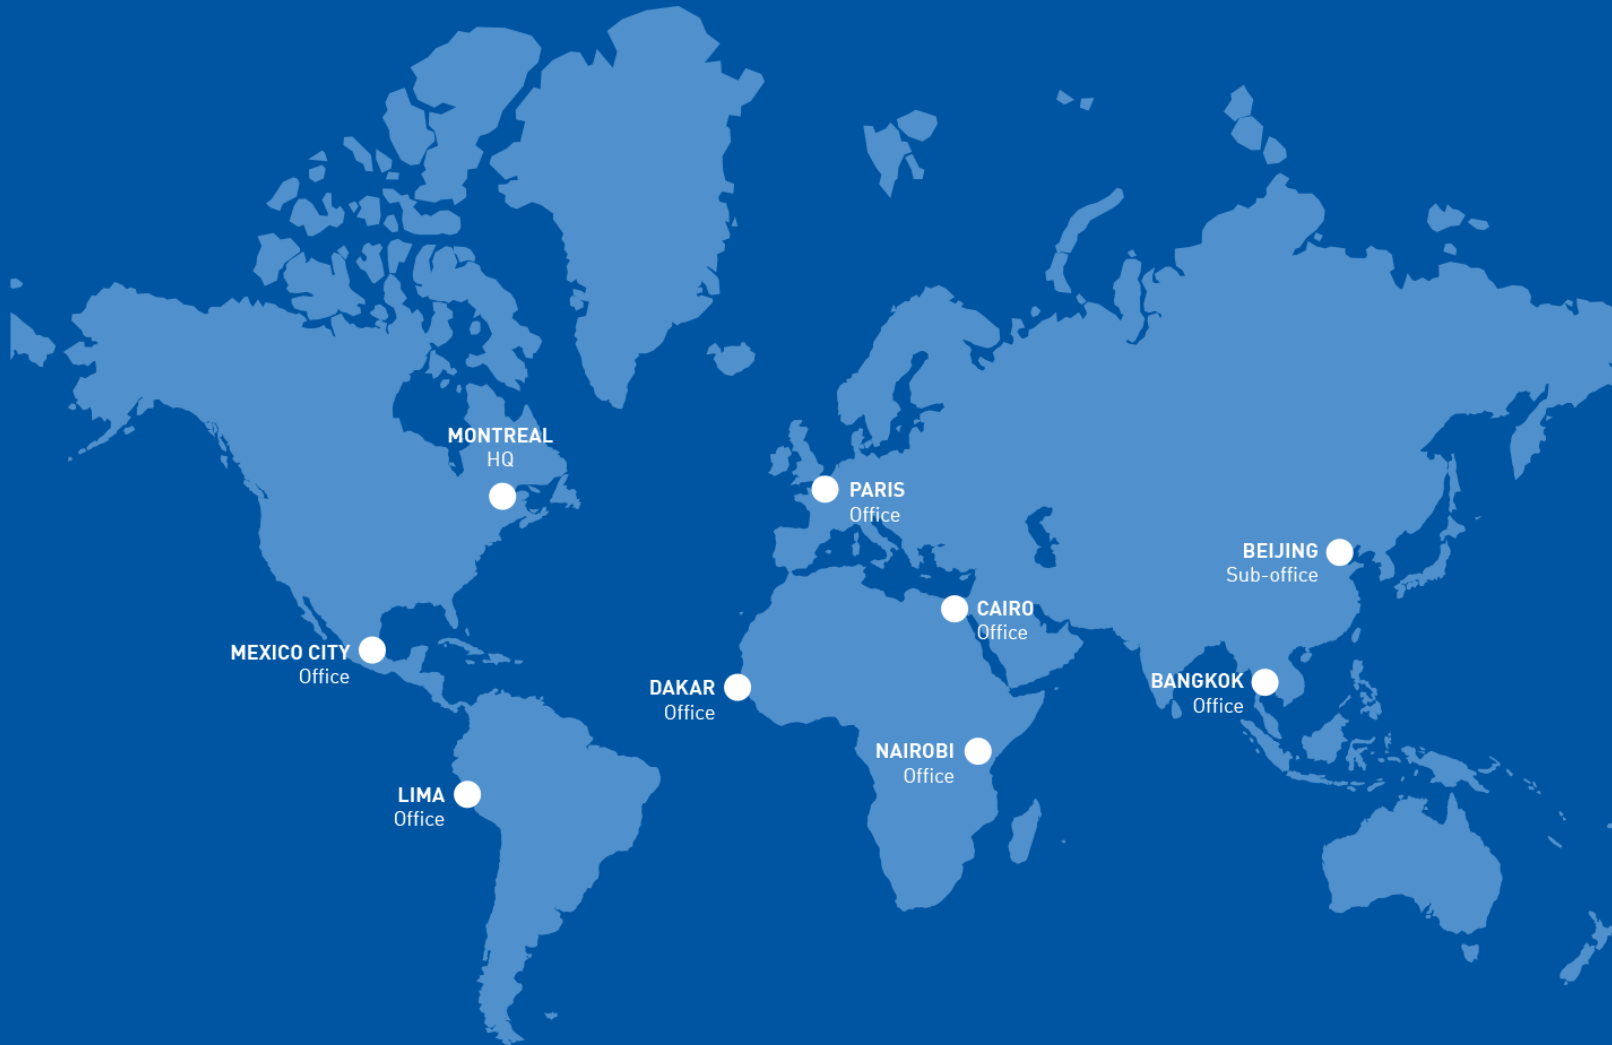 MONTREAL
HQ
PARIS
Office
BEIJING
Sub-office
CAIRO
Office
MEXICO CITY
Office
DAKAR
Office
BANGKOK
Office
NAIROBI
Office
LIMA
Office